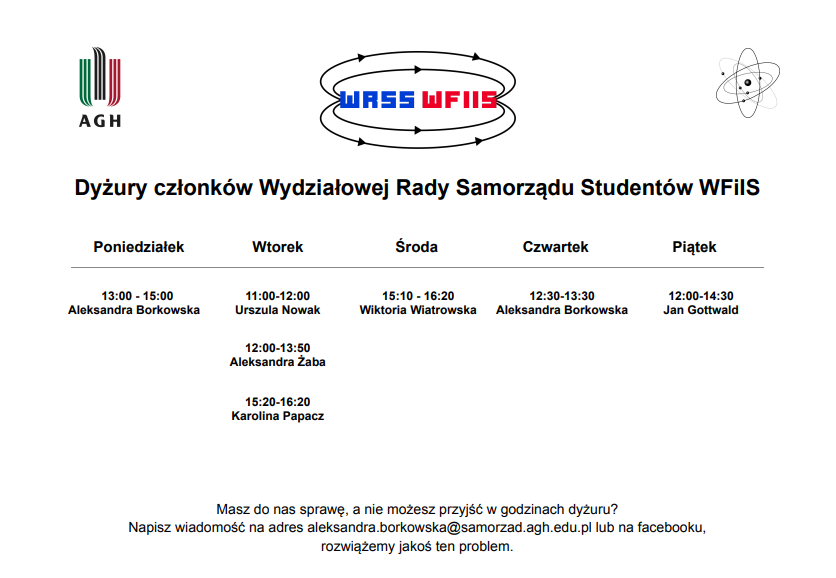 AGH
WRSS WFIIS
Dyżury członków Wydziałowej Rady Samorządu Studentów WFiIS
Poniedziałek Wtorek Środa Czwartek Piątek
13:00 - 15:00 11:00-12:00 15:10 - 16:20 12:30-13:30 12:00-14:30
Aleksandra Borkowska Urszula Nowak Wiktoria Wiatrowska Aleksandra Borkowska Jan Gottwald
12:00-13:50
Aleksandra Żaba
15:20-16:20
Karolina Papacz
Masz do nas sprawę, a nie możesz przyjść w godzinach dyżuru?
Napisz wiadomość na adres aleksandra.borkowska@samorzad.agh.edu.pl lub na facebooku,
rozwiążemy jakoś ten problem.